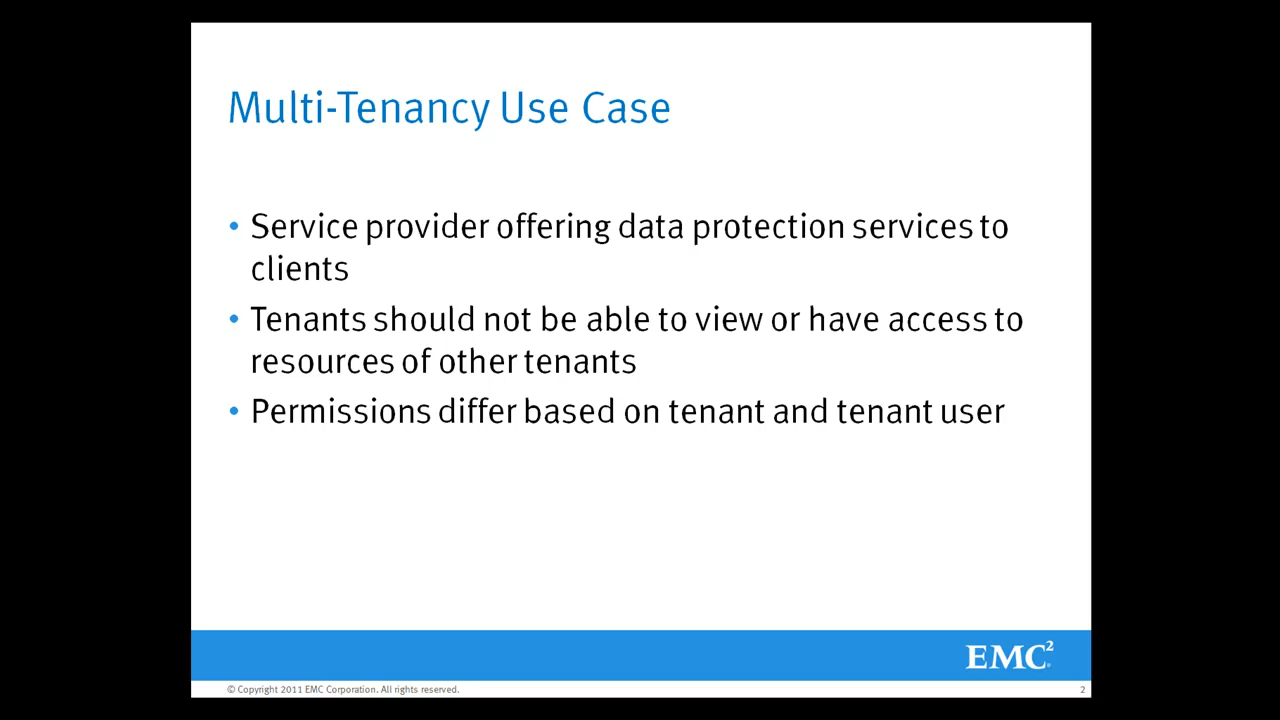 Multi-Tenancy Use Case
• Service provider offering data protection services to
clients
• Tenants should not be able to view or have access to
resources of other tenants
• Permissions differ based on tenant and tenant user
EMC²
© Copyright 2011 EMC Corporation. All rights reserved.
2